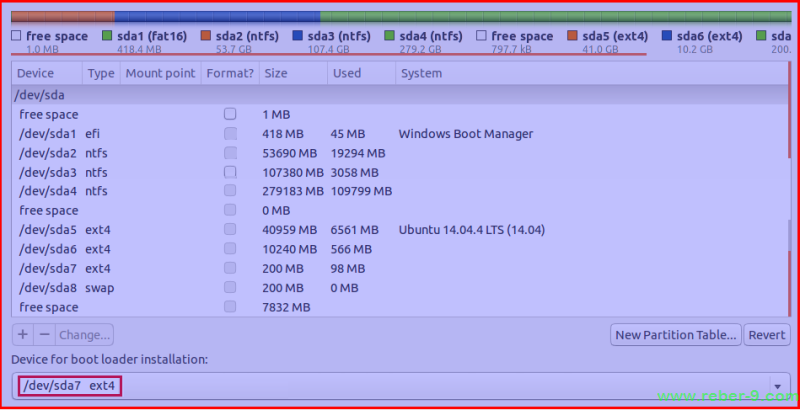 free space sda1 (fat16) sda2 (ntfs) sda3 (ntfs) sda4 (ntfs) free space sda5 (ext4) sda6 (ext4) sda
1.0 MB 418.4 MB 53.7 GB 107.4 GB 279.2 GB 797.7 kB 41.0 GB 10.2 GB 200.
Device Type Mount point Format? Size Used System
/dev/sda
free space 1 MB
/dev/sda1 efi 418 MB 45 MB Windows Boot Manager
/dev/sda2 ntfs 53690 MB 19294 MB
/dev/sda3 ntfs 107380 MB 3058 MB
/dev/sda4 ntfs 279183 MB 109799 MB
free space 0 MB
/dev/sda5 ext4 40959 MB 6561 MB Ubuntu 14.04.4 LTS (14.04)
/dev/sda6 ext4 10240 MB 566 MB
/dev/sda7 ext4 200 MB 98 MB
/dev/sda8 swap 200 MB 0 MB
free space 7832 MB
+ − Change... New Partition Table... Revert
Device for boot loader installation:
/dev/sda7 ext4
www.reber-9.com